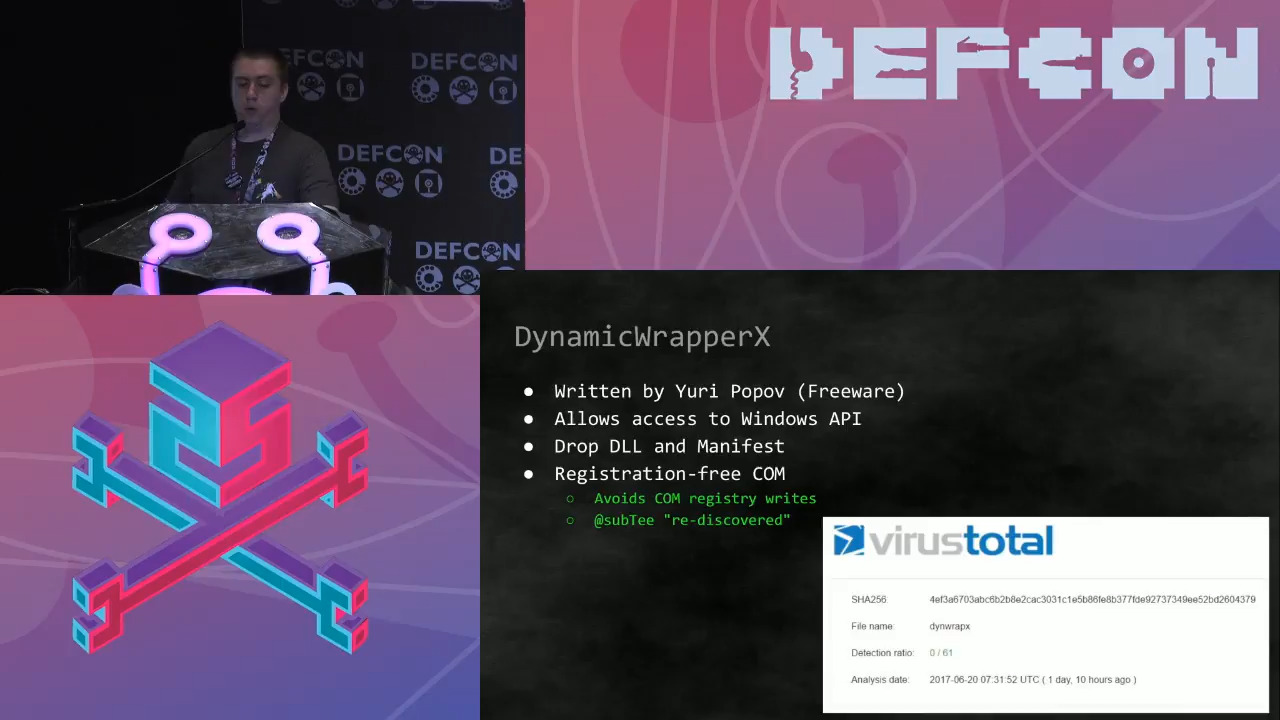 DEFCON
DEFCON
DEFCON
DEFCON
DE
DEFCON
DynamicWrapperX
● Written by Yuri Popov (Freeware)
● Allows access to Windows API
● Drop DLL and Manifest
● Registration-free COM
○ Avoids COM registry writes
○ @subTee "re-discovered"
virustotal
SHA256 4ef3a6703abc6b2b8e2cac3031c1e5b86fe8b377fde92737349ee52bd2604379
File name: dynwrapx
Detection ratio: 0 / 61
Analysis date: 2017-06-20 07:31:52 UTC ( 1 day, 10 hours ago )